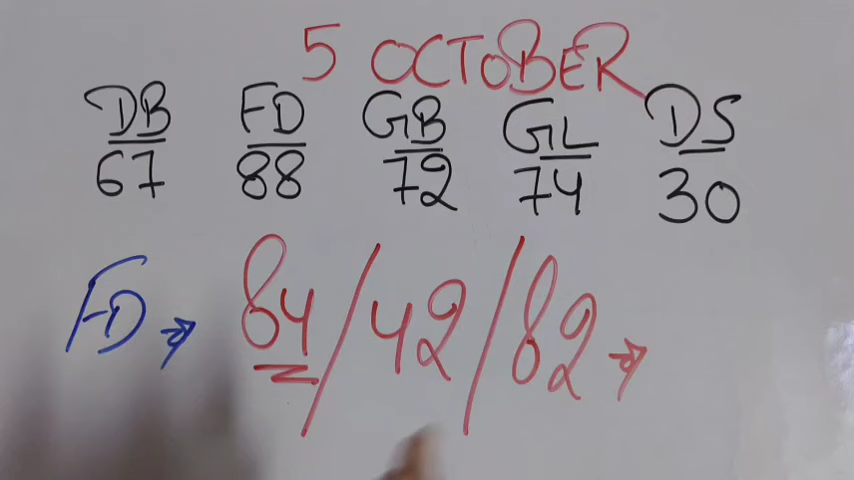 5 OCTOBER
DB FD GB GL DS
67 88 72 74 30
FD → 84/42/82 →